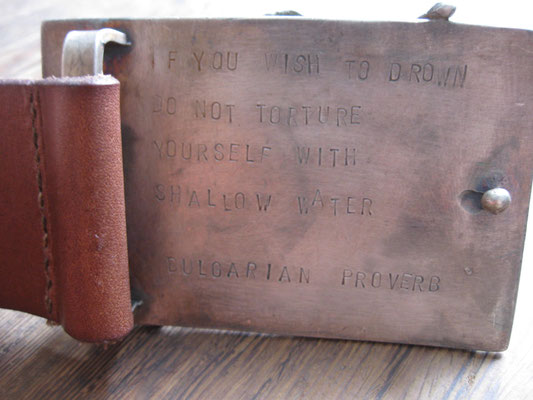 IF YOU WISH TO DROWN
DO NOT TORTURE
YOURSELF WITH
SHALLOW WATER
BULGARIAN PROVERB